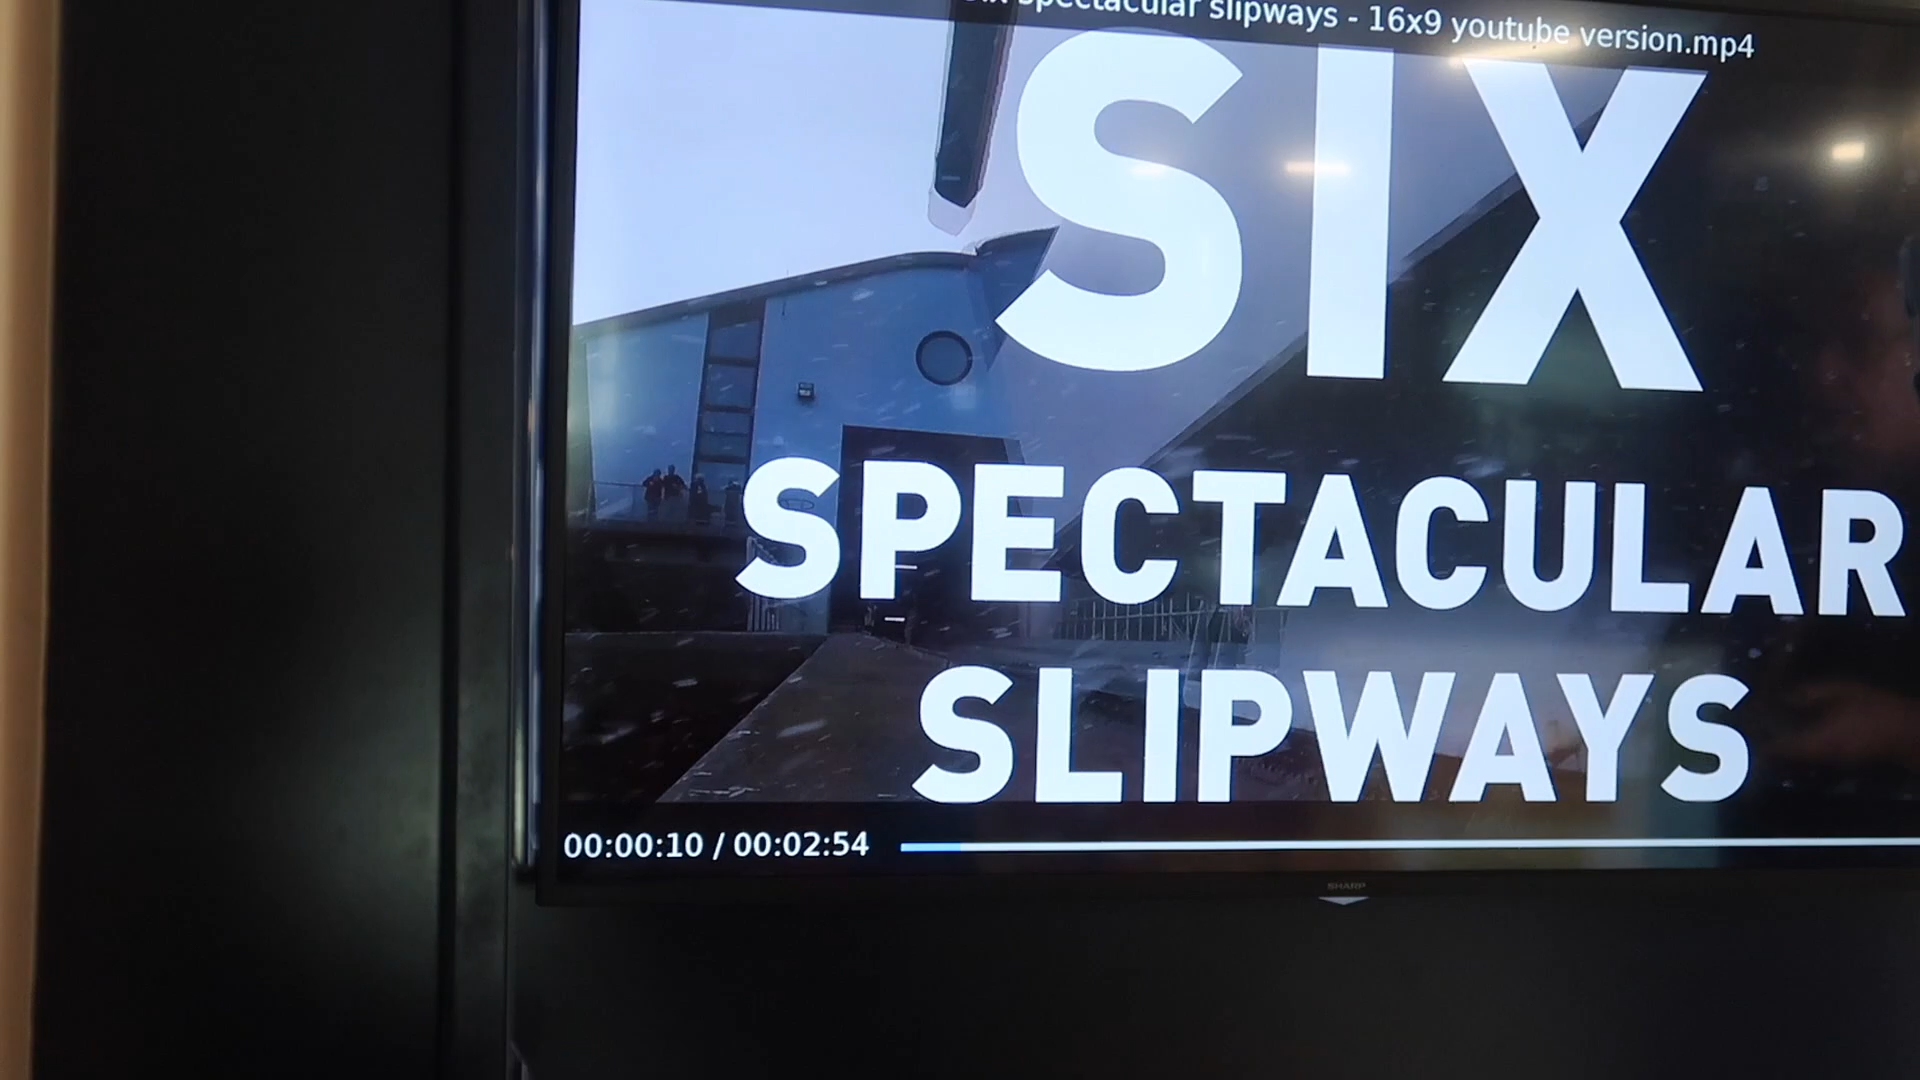 spectacular slipways - 16x9 youtube version.mp4
SIX
SPECTACULAR
SLIPWAYS
00:00:10 / 00:02:54
SHARP